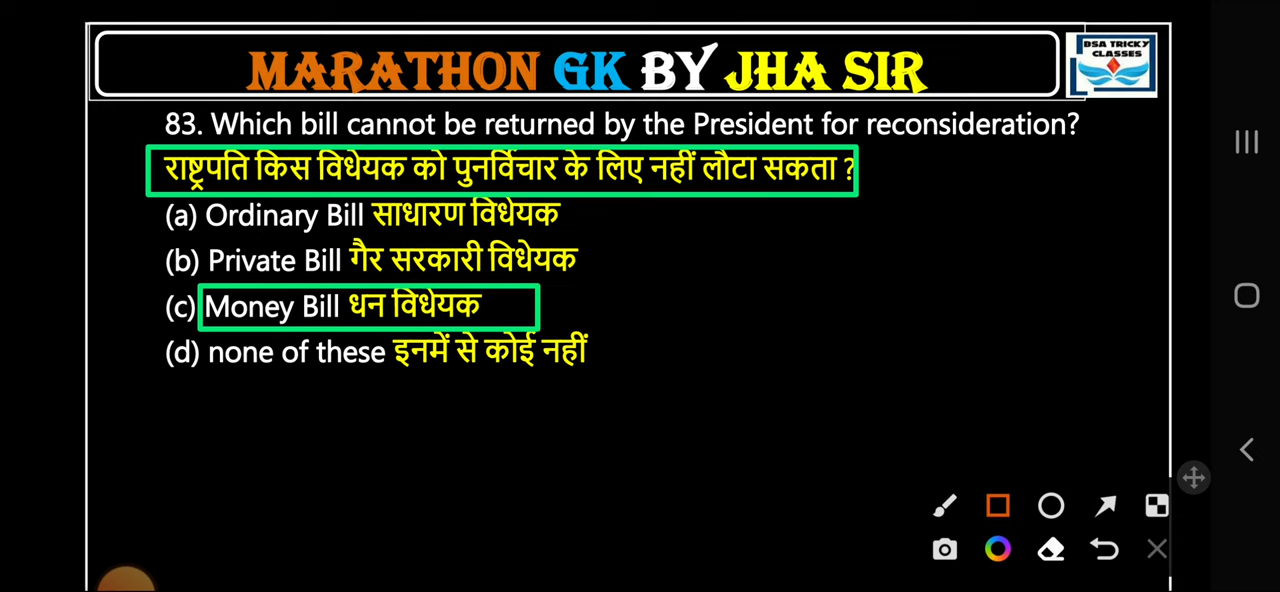 MARATHON GK BY JHA SIR
BSA TRICKY
CLASSES
83. Which bill cannot be returned by the President for reconsideration?
राष्ट्रपति किस विधेयक को पुनर्विचार के लिए नहीं लौटा सकता ?
(a) Ordinary Bill साधारण विधेयक
(b) Private Bill गैर सरकारी विधेयक
(c) Money Bill धन विधेयक
(d) none of these इनमें से कोई नहीं